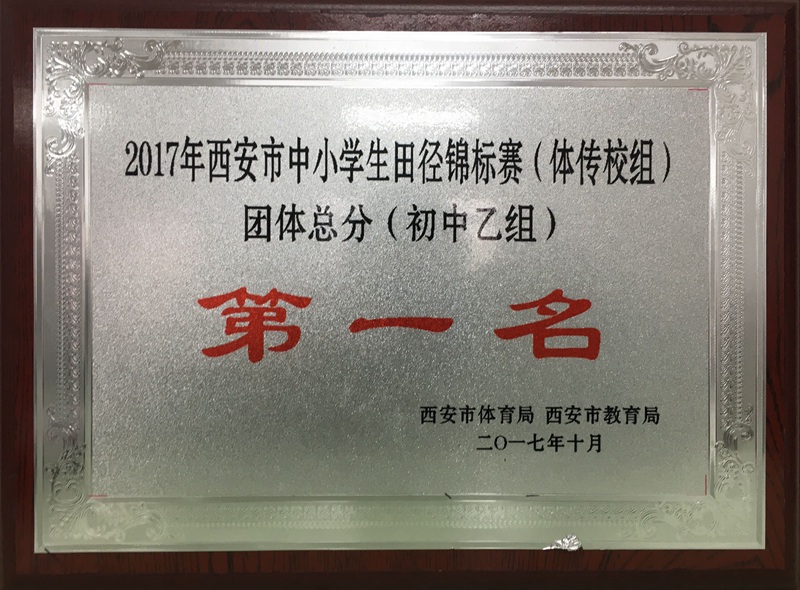 2017年西安市中小学生田径锦标赛（体传校组）
团体总分（初中乙组）
第一名
西安市体育局 西安市教育局
二〇一七年十月